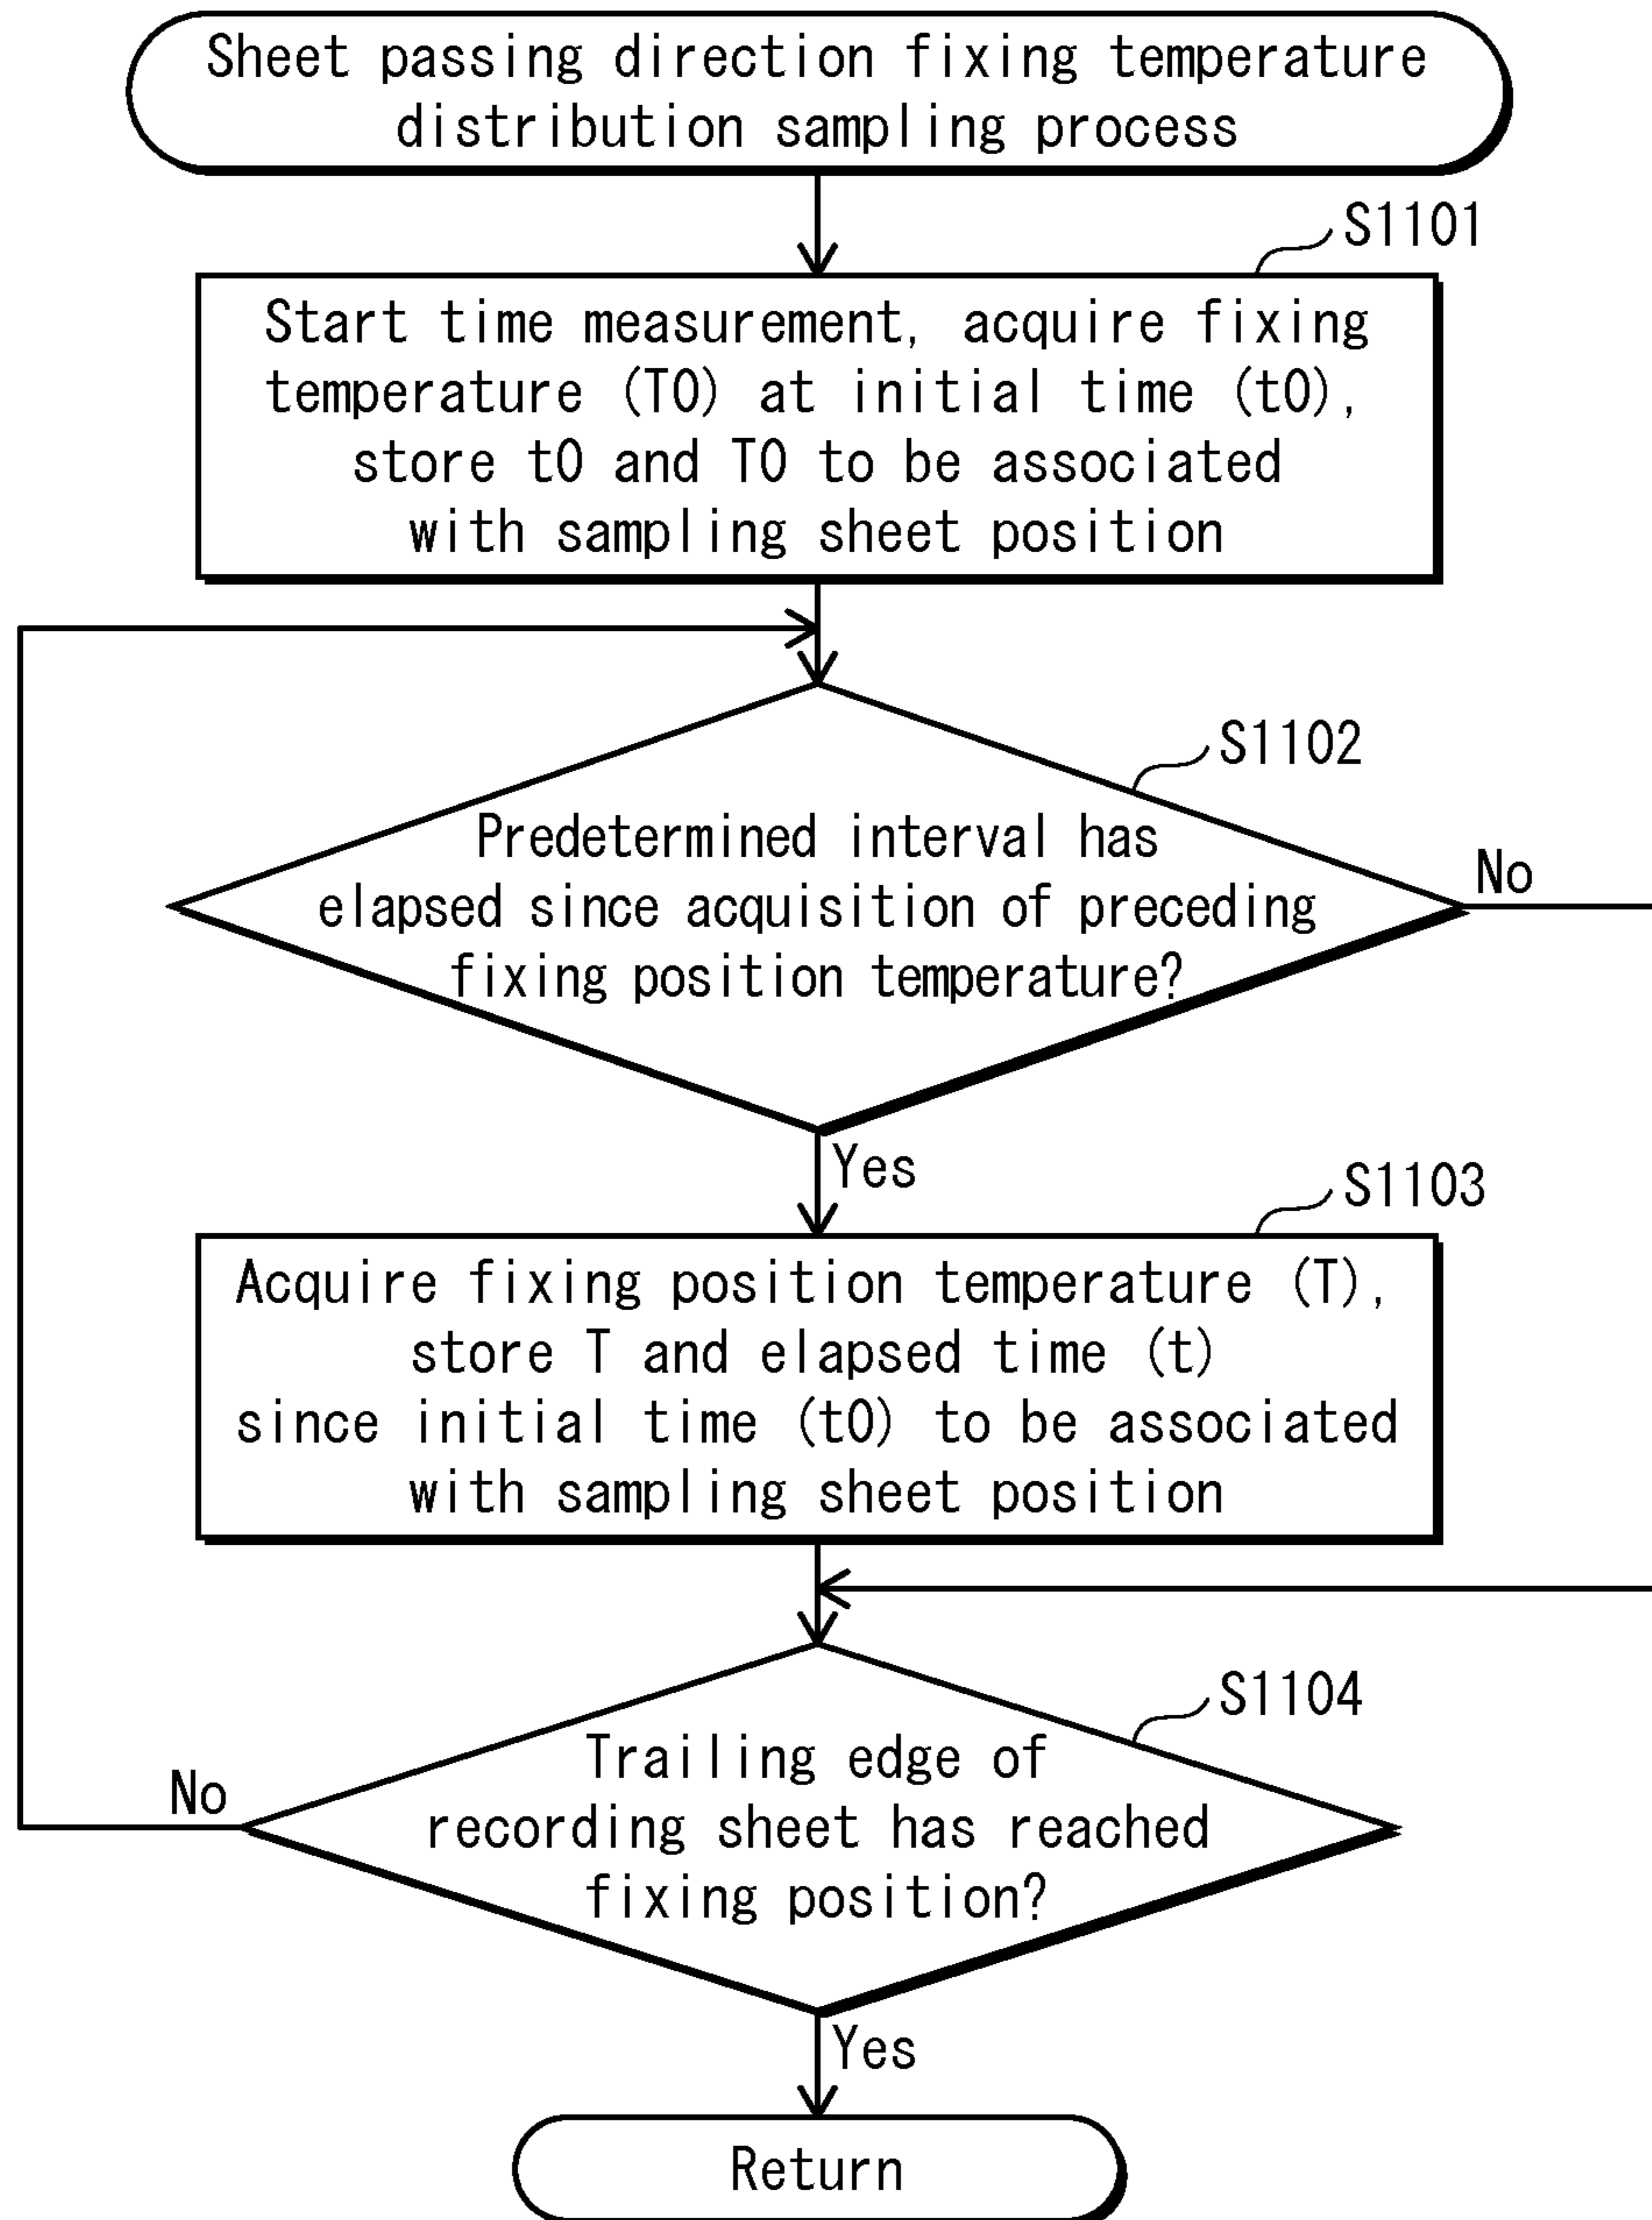 Sheet passing direction fixing temperature
distribution sampling process
S1101
Start time measurement, acquire fixing
temperature (T0) at initial time (t0),
store t0 and T0 to be associated
with sampling sheet position
S1102
Predetermined interval has
elapsed since acquisition of preceding
fixing position temperature?
No
Yes
S1103
Acquire fixing position temperature (T),
store T and elapsed time (t)
since initial time (t0) to be associated
with sampling sheet position
S1104
Trailing edge of
recording sheet has reached
fixing position?
No
Yes
Return